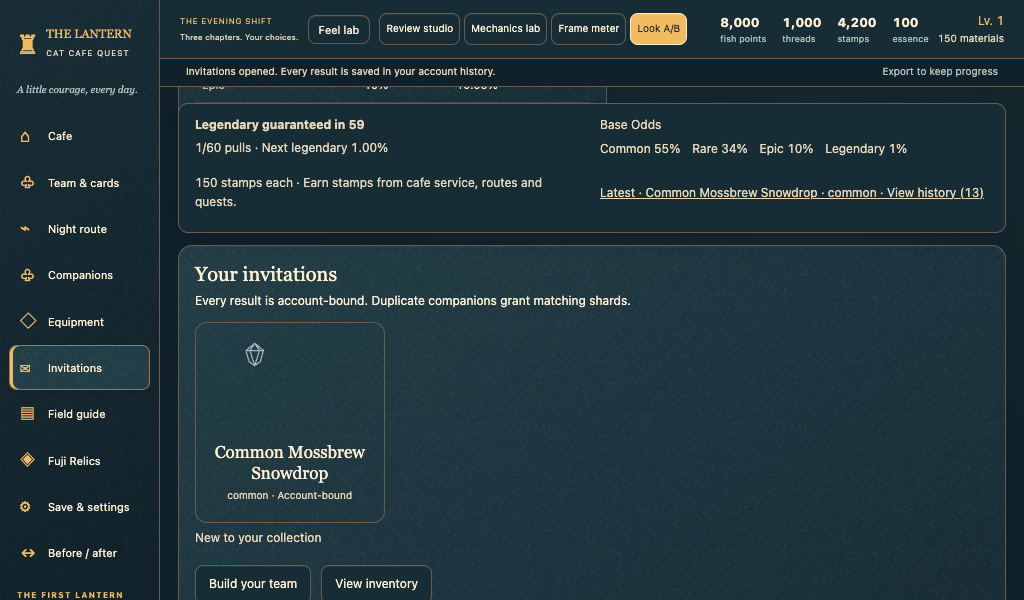 THE LANTERN
CAT CAFE QUEST
A little courage, every day.
Cafe
Team & cards
Night route
Companions
Equipment
Invitations
Field guide
Fuji Relics
Save & settings
Before / after
THE FIRST LANTERN
THE EVENING SHIFT
Three chapters. Your choices.
Feel lab
Review studio
Mechanics lab
Frame meter
Look A/B
8,000
fish points
1,000
threads
4,200
stamps
100
essence
Lv. 1
150 materials
Invitations opened. Every result is saved in your account history.
Export to keep progress
Legendary guaranteed in 59
1/60 pulls · Next legendary 1.00%
150 stamps each · Earn stamps from cafe service, routes and
quests.
Base Odds
Common 55% Rare 34% Epic 10% Legendary 1%
Latest · Common Mossbrew Snowdrop · common · View history (13)
Your invitations
Every result is account-bound. Duplicate companions grant matching shards.
Common Mossbrew
Snowdrop
common · Account-bound
New to your collection
Build your team
View inventory